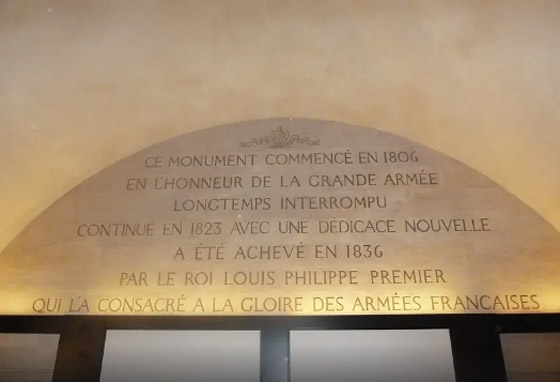 CE MONUMENT COMMENCÉ EN 1806
EN L'HONNEUR DE LA GRANDE ARMÉE
LONGTEMPS INTERROMPU
CONTINUE EN 1823 AVEC UNE DÉDICACE NOUVELLE
A ÉTÉ ACHEVÉ EN 1836
PAR LE ROI LOUIS PHILIPPE PREMIER
QUI L'A CONSACRÉ A LA GLOIRE DES ARMÉES FRANÇAISES